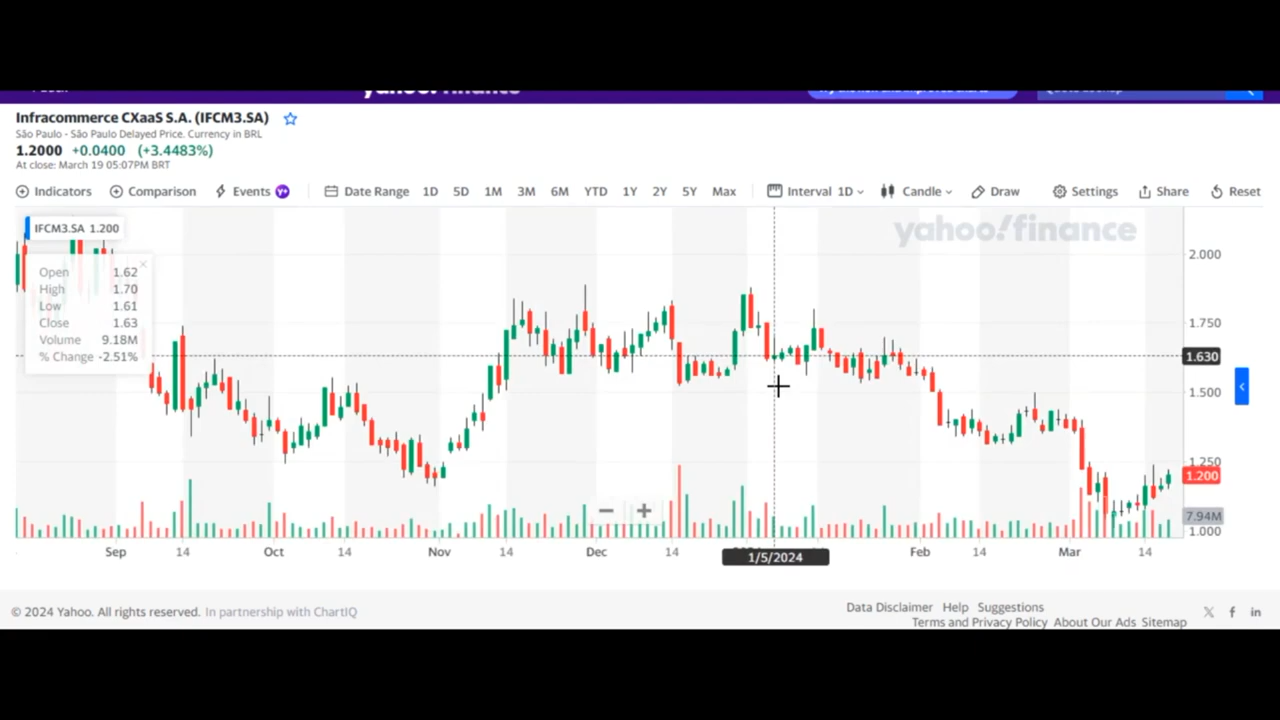 yahoo! finance
Infracommerce CXaaS S.A. (IFCM3.SA)
São Paulo - São Paulo Delayed Price. Currency in BRL
1.2000 +0.0400 (+3.4483%)
At close: March 19 05:07PM BRT
Indicators Comparison Events Y+ Date Range 1D 5D 1M 3M 6M YTD 1Y 2Y 5Y Max Interval 1D Candle Draw Settings Share Reset
IFCM3.SA 1.200
yahoo!finance
Open 1.62
High 1.70
Low 1.61
Close 1.63
Volume 9.18M
% Change -2.51%
2.000
1.750
1.630
1.500
1.250
1.200
7.94M
1.000
Sep 14 Oct 14 Nov 14 Dec 14 Feb 14 Mar 14
1/5/2024
© 2024 Yahoo. All rights reserved. In partnership with ChartIQ
Data Disclaimer Help Suggestions
Terms and Privacy Policy About Our Ads Sitemap